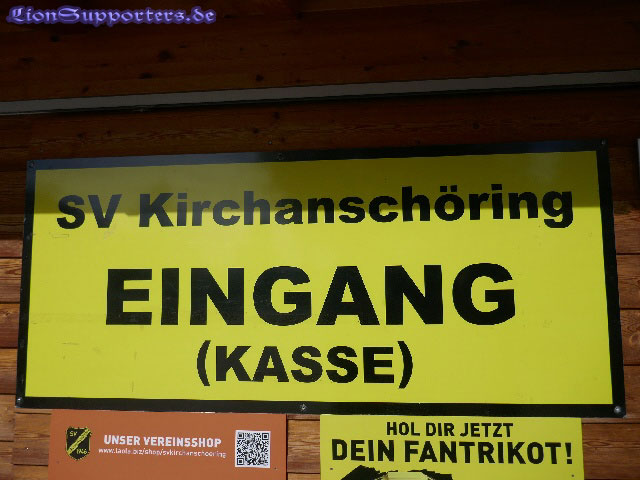 LionSupporters.de
SV Kirchanschöring
EINGANG
(KASSE)
UNSER VEREINSSHOP
HOL DIR JETZT
DEIN FANTRIKOT!